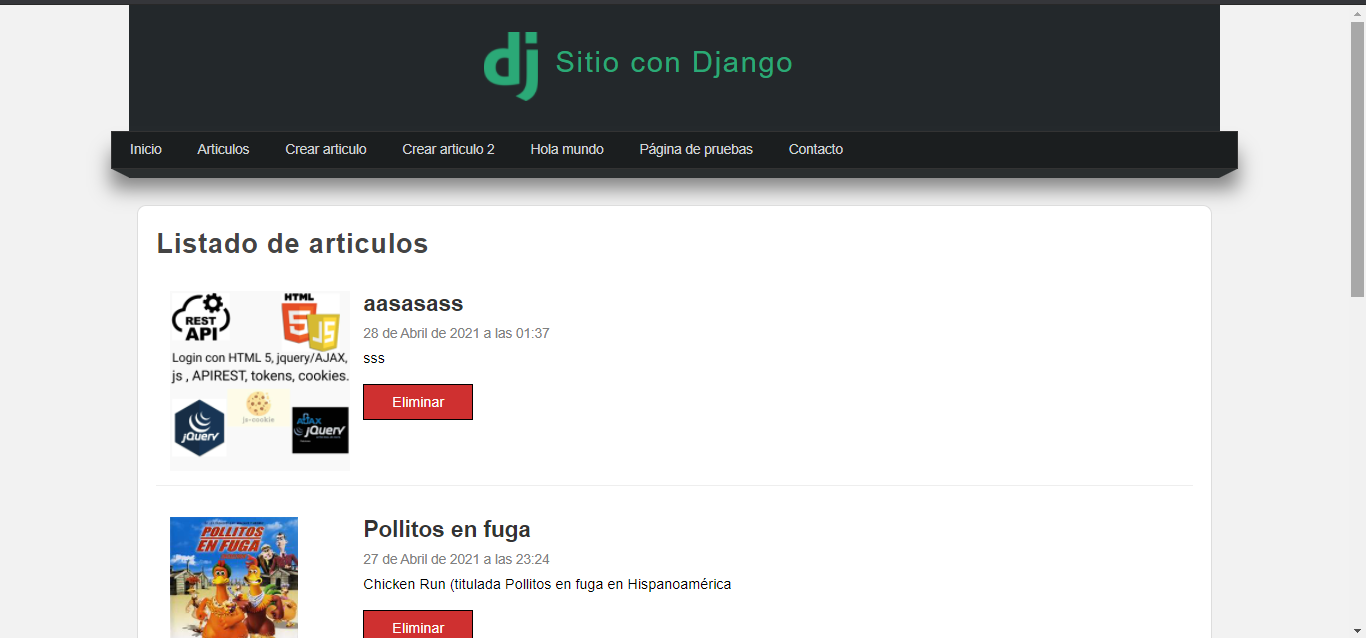 dj Sitio con Django
Inicio Articulos Crear articulo Crear articulo 2 Hola mundo Página de pruebas Contacto
Listado de articulos
REST
API
HTML
5
JS
Login con HTML 5, jquery/AJAX,
js , APIREST, tokens, cookies.
jQuery
js-cookie
AJAX
jQuery
aasasass
28 de Abril de 2021 a las 01:37
sss
Eliminar
POLLITOS
EN FUGA
Pollitos en fuga
27 de Abril de 2021 a las 23:24
Chicken Run (titulada Pollitos en fuga en Hispanoamérica
Eliminar